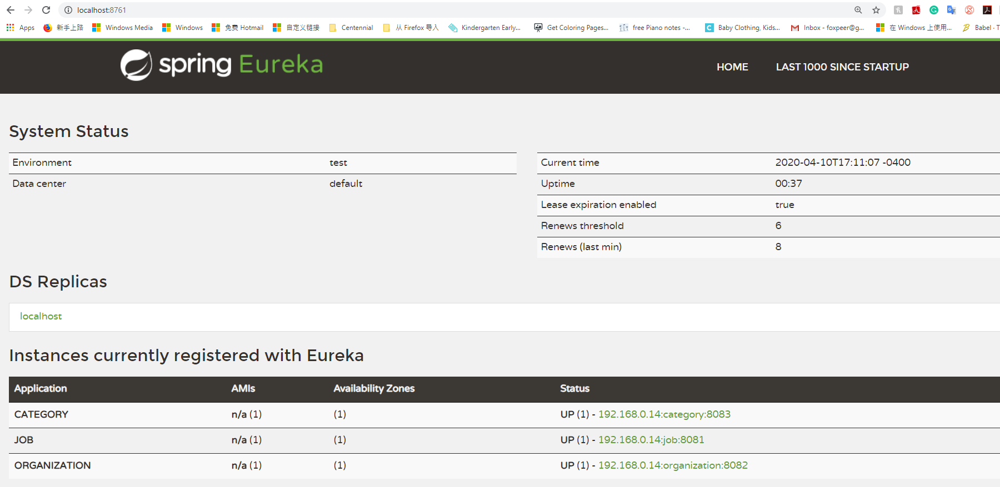 localhost:8761
Apps 新手上路 Windows Media Windows 免费 Hotmail 自定义链接 Centennial 从 Firefox 导入 Kindergarten Early... Get Coloring Pages... free Piano notes -... Baby Clothing, Kids... Inbox - foxpeer@g... 在 Windows 上使用... Babel · T
spring Eureka
HOME LAST 1000 SINCE STARTUP
System Status
Environment test Current time 2020-04-10T17:11:07 -0400
Data center default Uptime 00:37
Lease expiration enabled true
Renews threshold 6
Renews (last min) 8
DS Replicas
localhost
Instances currently registered with Eureka
Application AMIs Availability Zones Status
CATEGORY n/a (1) (1) UP (1) - 192.168.0.14:category:8083
JOB n/a (1) (1) UP (1) - 192.168.0.14:job:8081
ORGANIZATION n/a (1) (1) UP (1) - 192.168.0.14:organization:8082